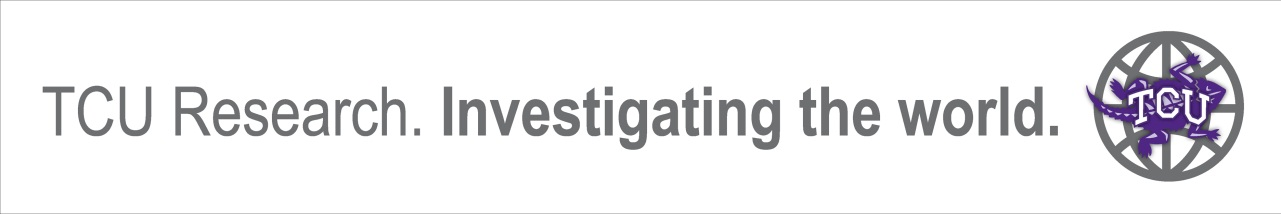 TCU Research. Investigating the world.
TCU